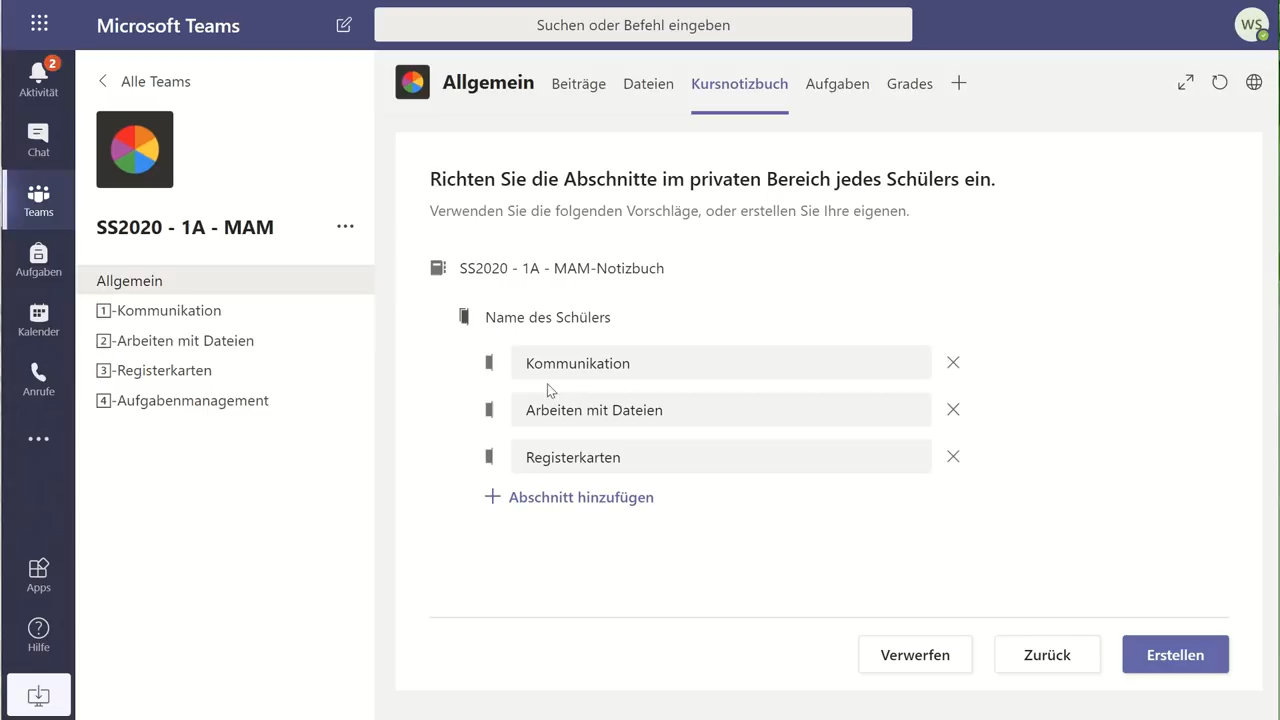 Microsoft Teams
Suchen oder Befehl eingeben
WS
2
Aktivität
Chat
Teams
Aufgaben
Kalender
Anrufe
Apps
Hilfe
Alle Teams
SS2020 - 1A - MAM
Allgemein
1-Kommunikation
2-Arbeiten mit Dateien
3-Registerkarten
4-Aufgabenmanagement
Allgemein Beiträge Dateien Kursnotizbuch Aufgaben Grades
Richten Sie die Abschnitte im privaten Bereich jedes Schülers ein.
Verwenden Sie die folgenden Vorschläge, oder erstellen Sie Ihre eigenen.
SS2020 - 1A - MAM-Notizbuch
Name des Schülers
Kommunikation
Arbeiten mit Dateien
Registerkarten
Abschnitt hinzufügen
Verwerfen Zurück Erstellen